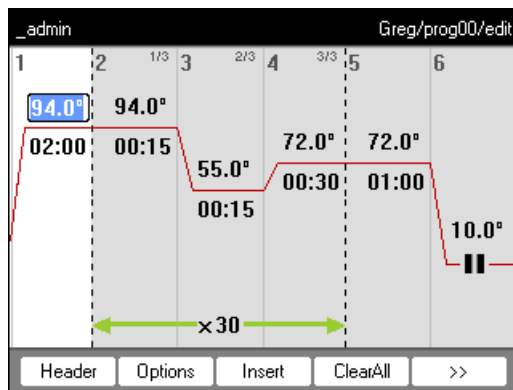 _admin Greg/prog00/edit
1 2 1/3 3 2/3 4 3/3 5 6
94.0° 94.0°
02:00 00:15
72.0° 72.0°
55.0°
00:30 01:00
00:15
10.0°
×30
Header Options Insert ClearAll >>